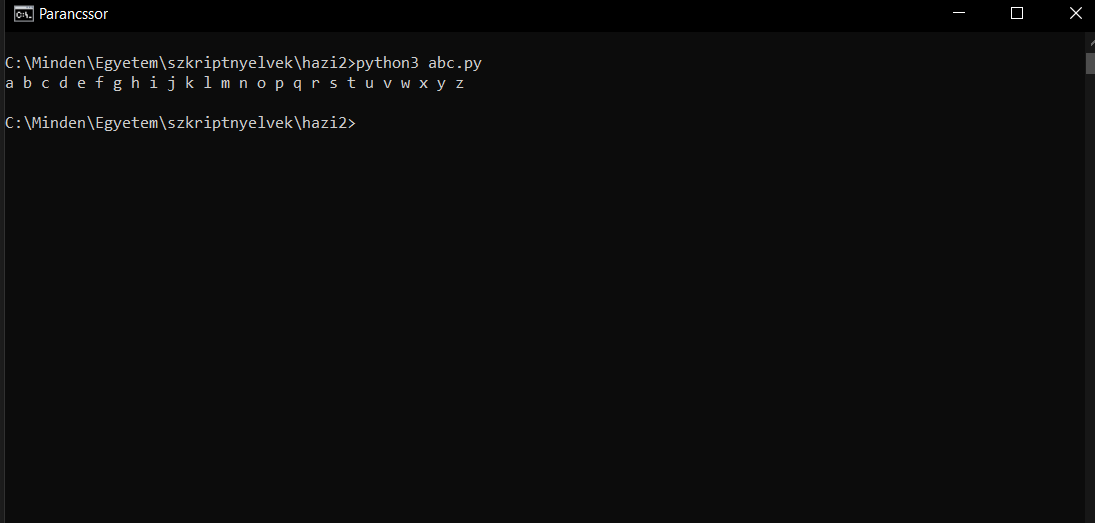 Parancssor
C:\Minden\Egyetem\szkriptnyelvek\hazi2>python3 abc.py
a b c d e f g h i j k l m n o p q r s t u v w x y z
C:\Minden\Egyetem\szkriptnyelvek\hazi2>